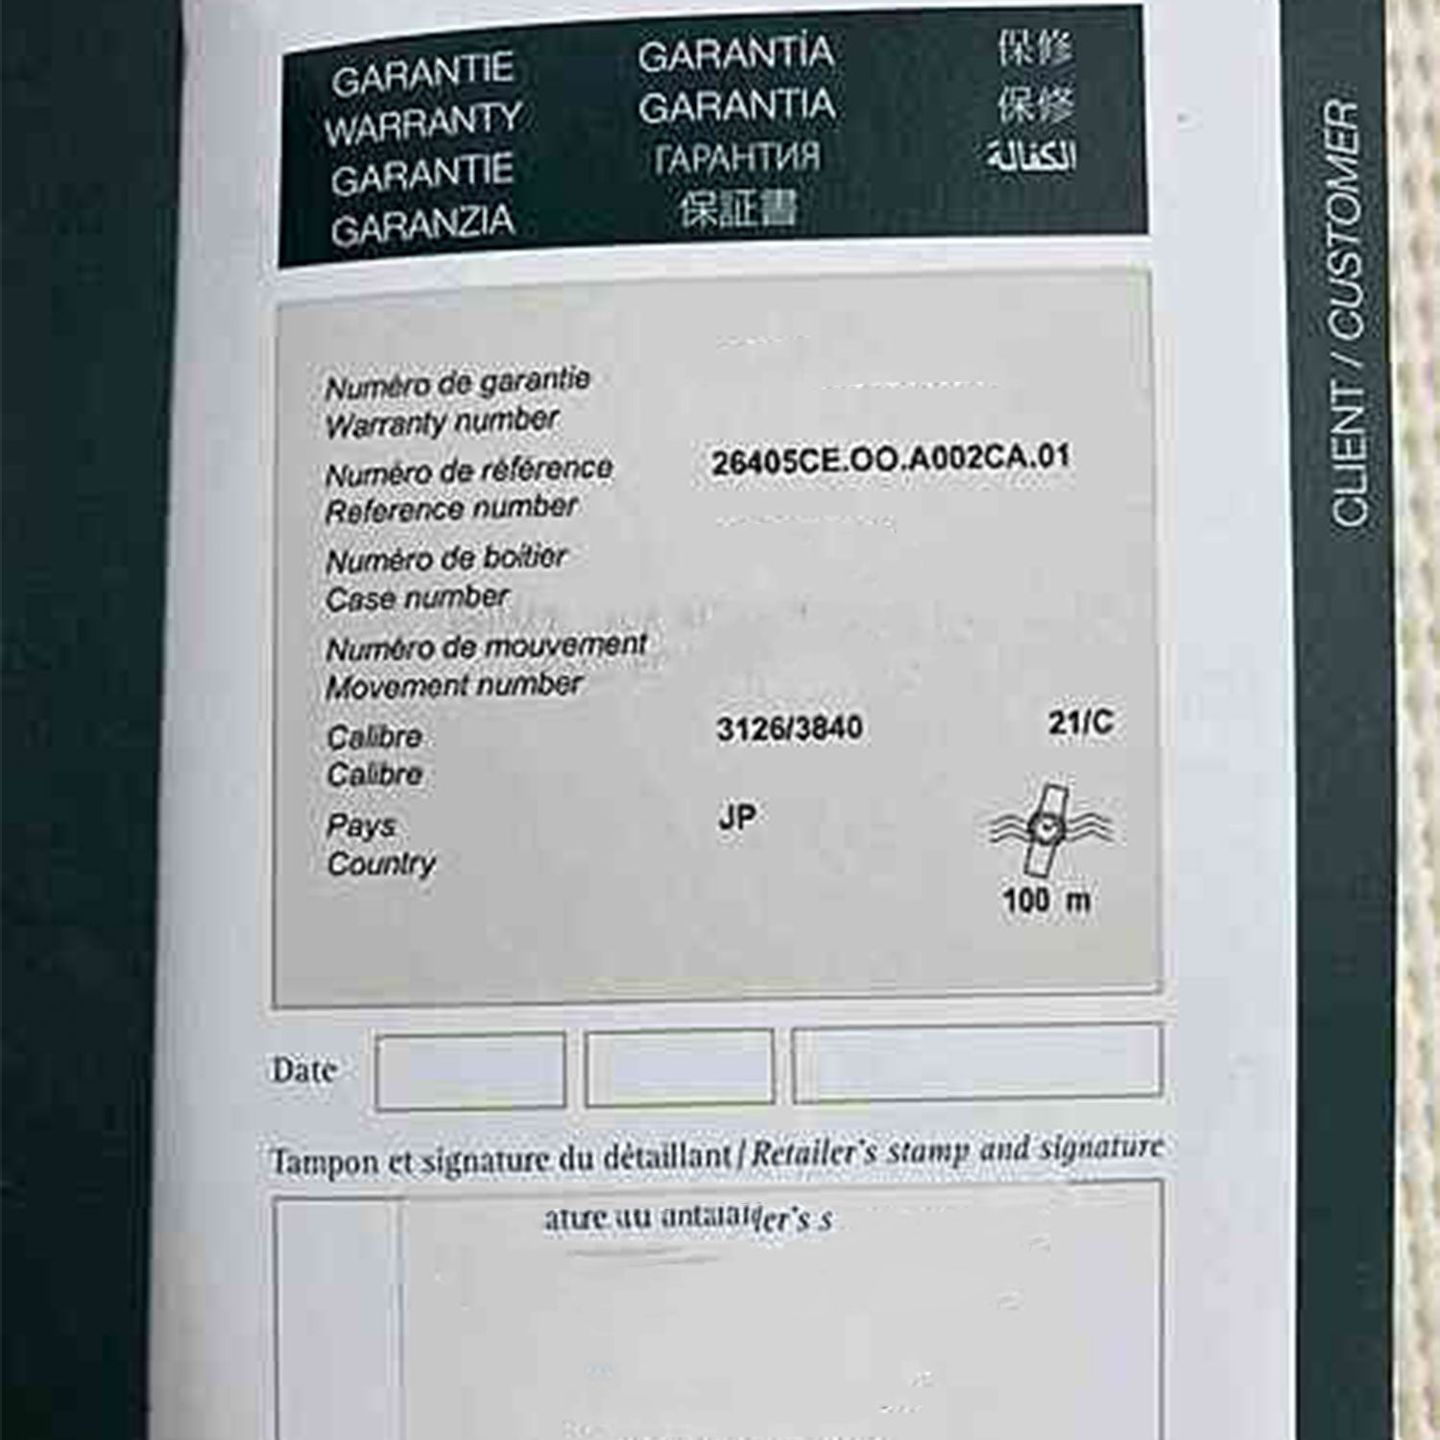 GARANTIE
WARRANTY
GARANTIE
GARANZIA
GARANTÍA
GARANTIA
ГАРАНТИЯ
保証書
保修
保修
الكفالة
CLIENT / CUSTOMER
Numéro de garantie
Warranty number
Numéro de référence 26405CE.OO.A002CA.01
Reference number
Numéro de boîtier
Case number
Numéro de mouvement
Movement number
Calibre 3126/3840 21/C
Calibre
Pays JP
Country
100 m
Date
Tampon et signature du détaillant / Retailer's stamp and signature